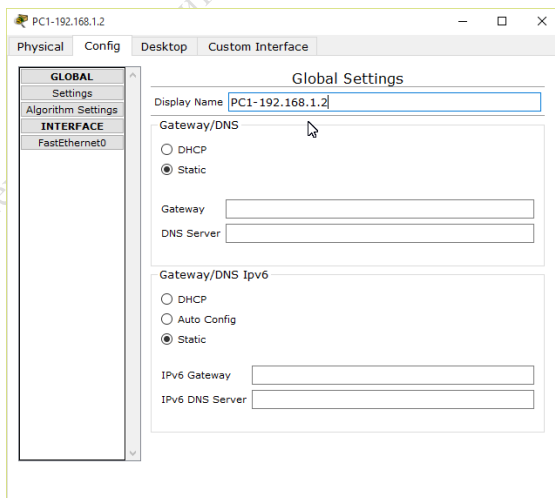 PC1-192.168.1.2
Physical Config Desktop Custom Interface
GLOBAL
Settings
Algorithm Settings
INTERFACE
FastEthernet0
Global Settings
Display Name PC1-192.168.1.2
Gateway/DNS
DHCP
Static
Gateway
DNS Server
Gateway/DNS Ipv6
DHCP
Auto Config
Static
IPv6 Gateway
IPv6 DNS Server